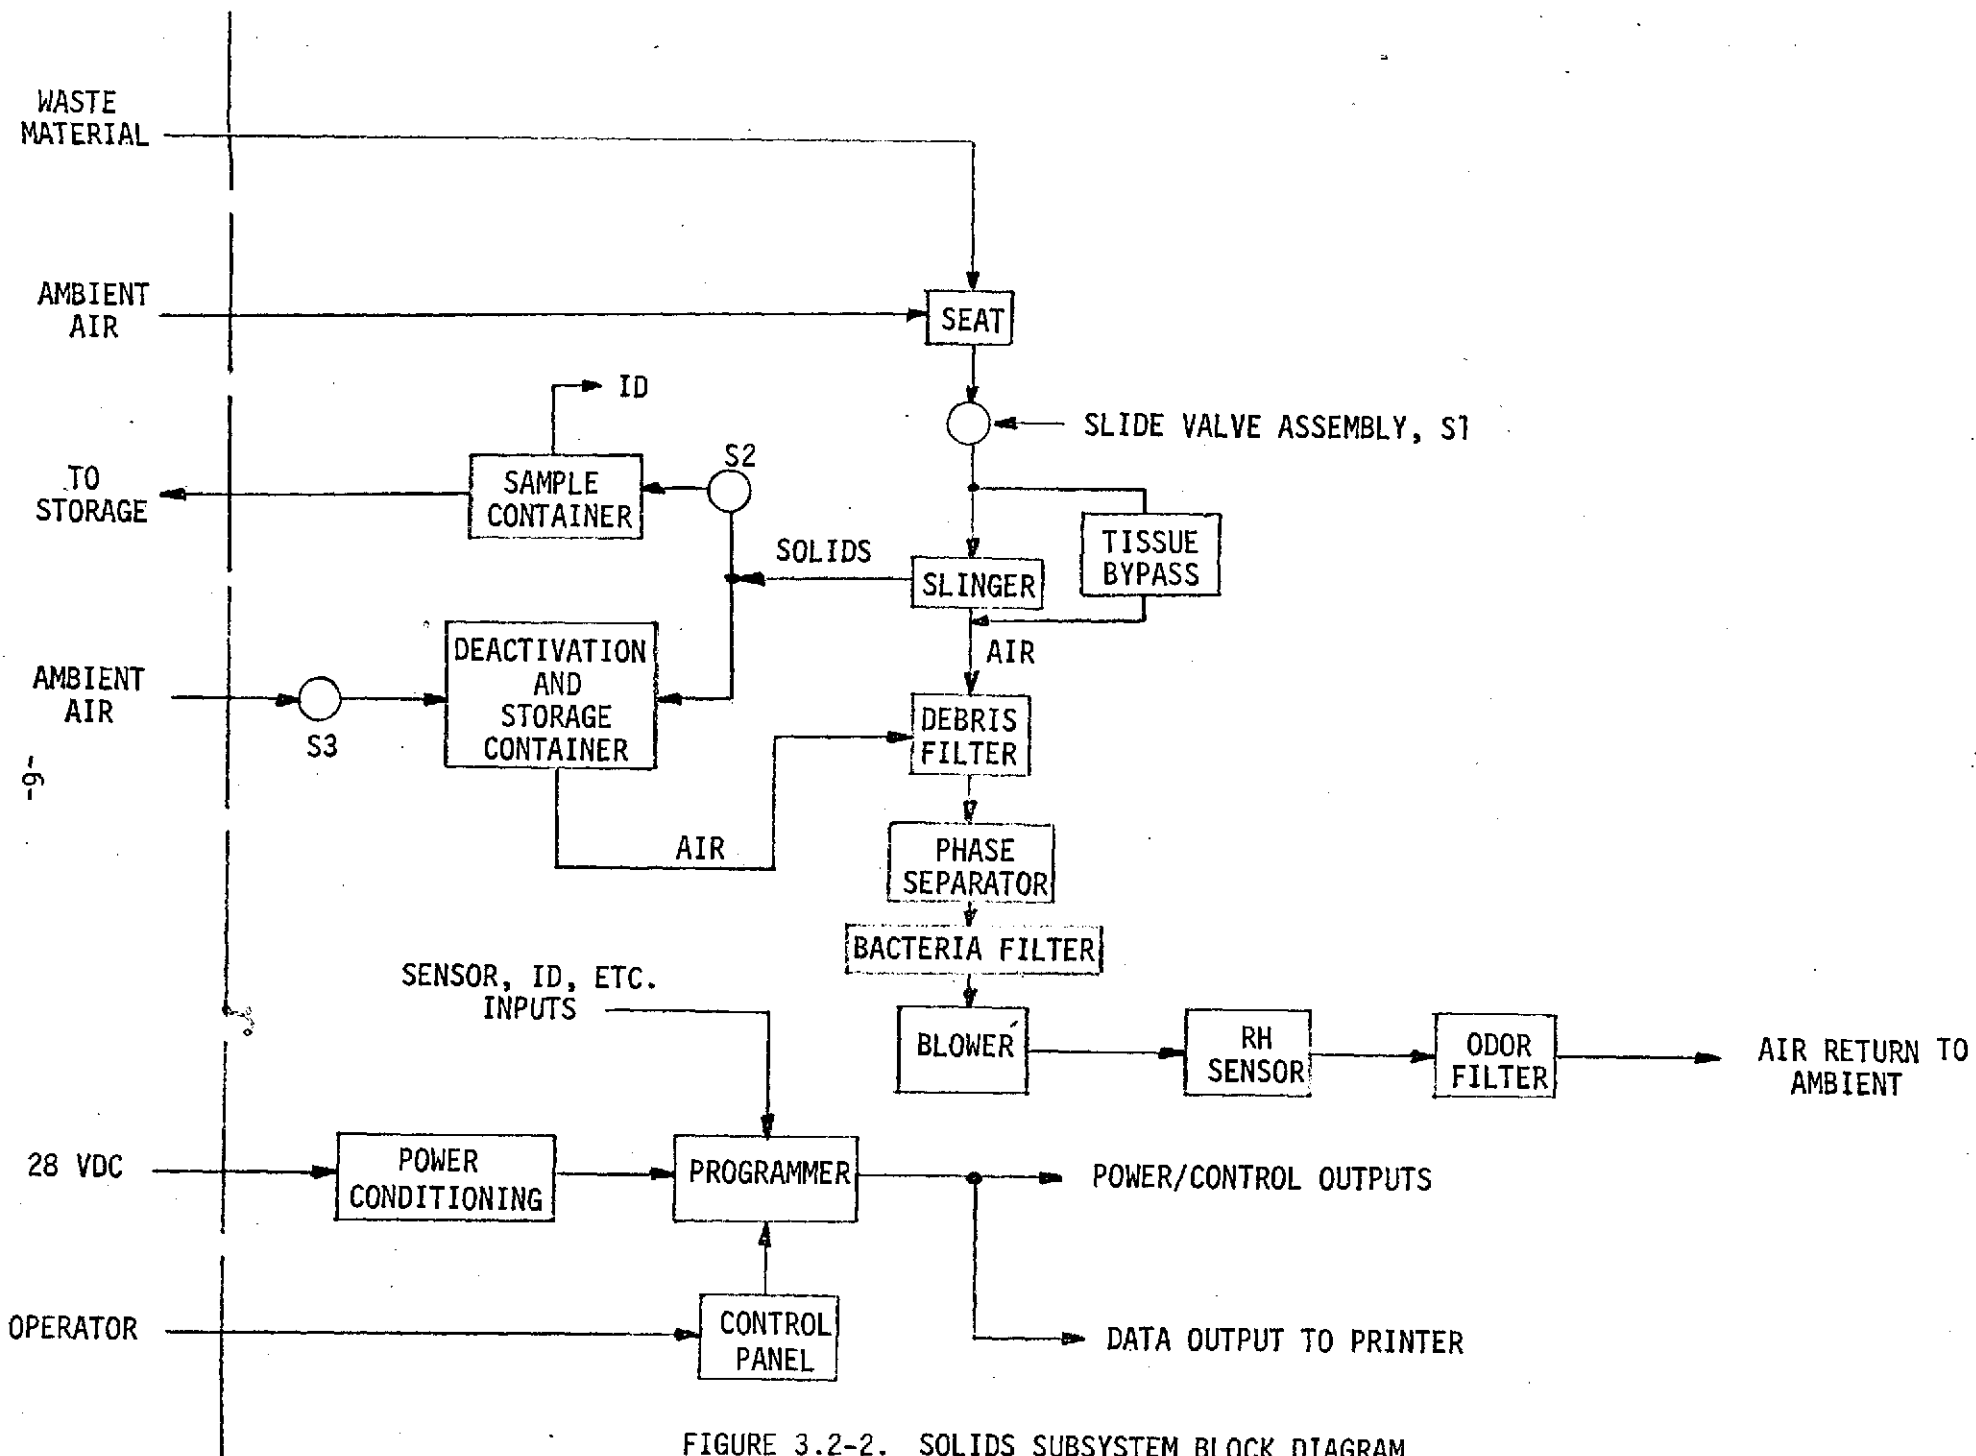 WASTE
MATERIAL
AMBIENT
AIR
SEAT
ID
SLIDE VALVE ASSEMBLY, S1
S2
TO
STORAGE
SAMPLE
CONTAINER
SOLIDS
SLINGER
TISSUE
BYPASS
AIR
AMBIENT
AIR
S3
DEACTIVATION
AND
STORAGE
CONTAINER
DEBRIS
FILTER
-6-
AIR
PHASE
SEPARATOR
BACTERIA FILTER
SENSOR, ID, ETC.
INPUTS
BLOWER
RH
SENSOR
ODOR
FILTER
AIR RETURN TO
AMBIENT
28 VDC
POWER
CONDITIONING
PROGRAMMER
POWER/CONTROL OUTPUTS
OPERATOR
CONTROL
PANEL
DATA OUTPUT TO PRINTER
FIGURE 3.2-2. SOLIDS SUBSYSTEM BLOCK DIAGRAM